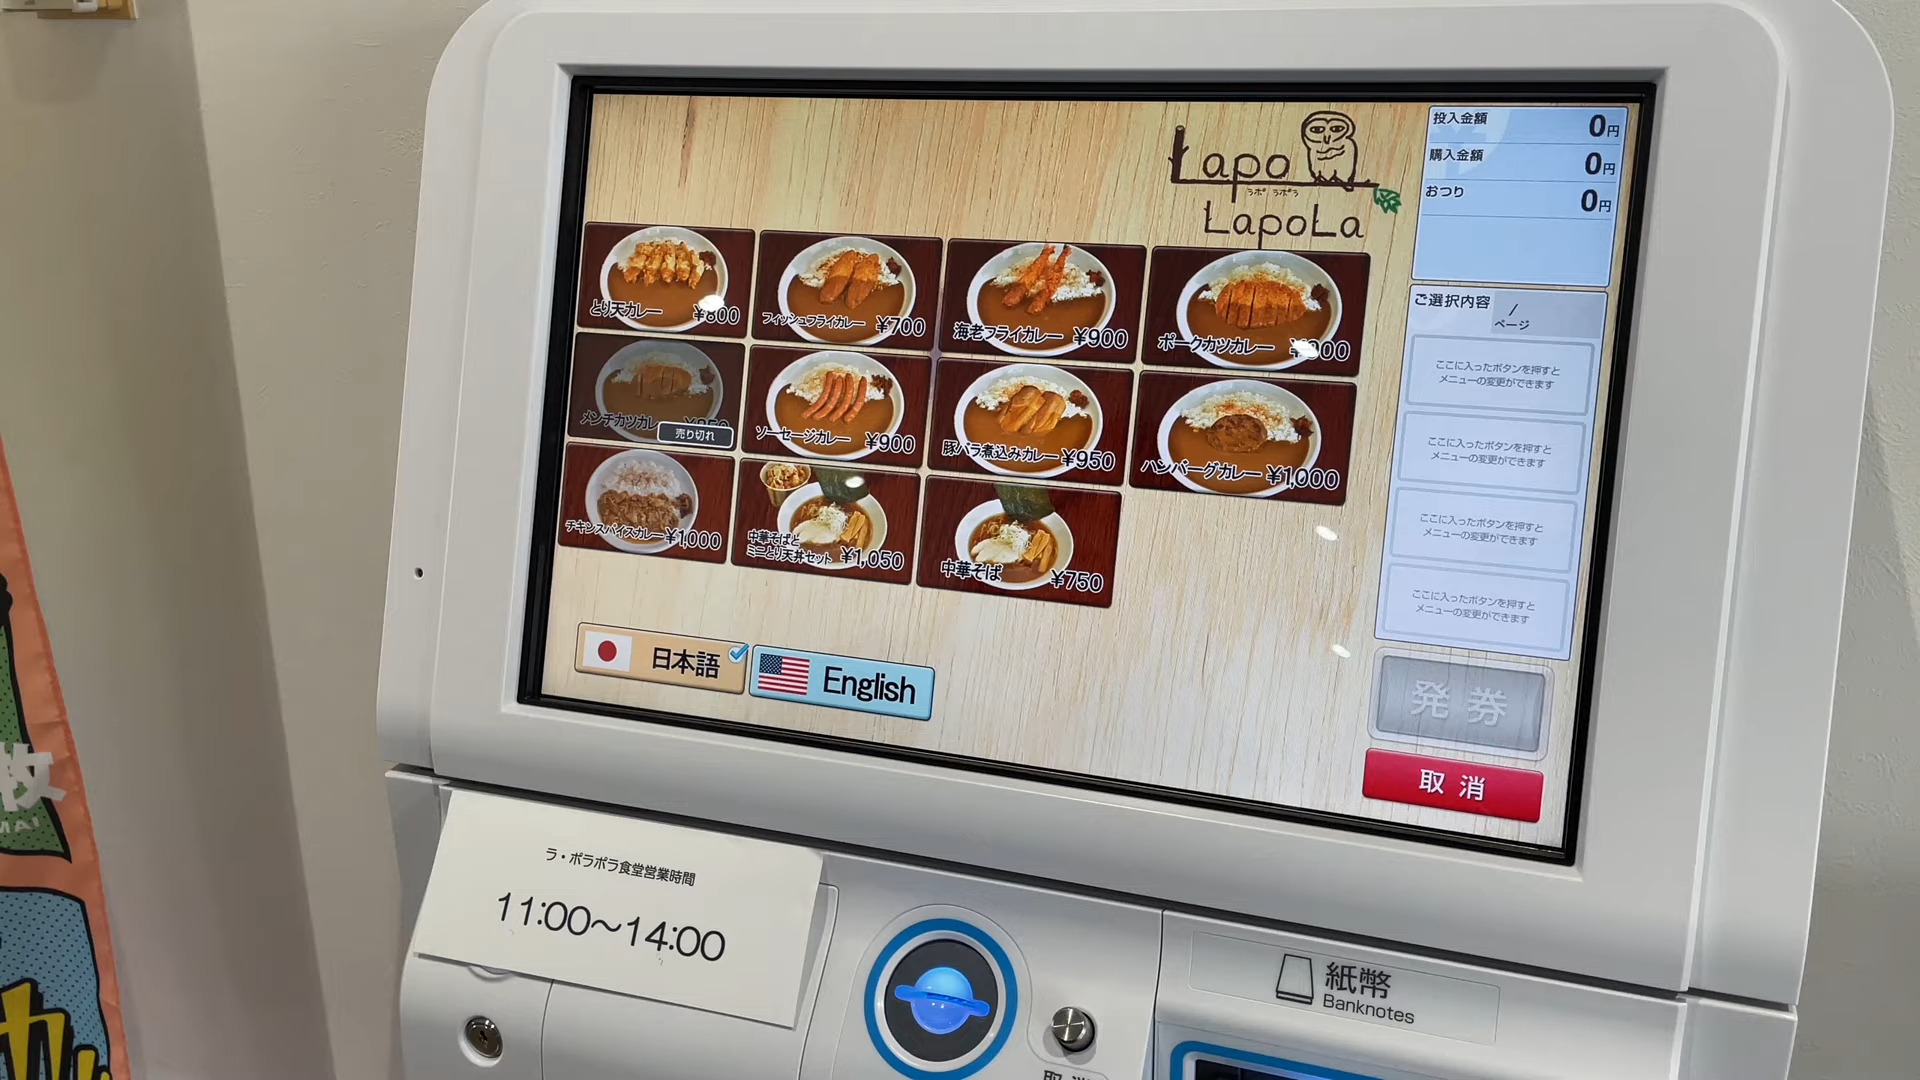 Lapo
ラポ ラポラ
LapoLa
投入金額 0円
購入金額 0円
おつり 0円
とり天カレー ¥800
フィッシュフライカレー ¥700
海老フライカレー ¥900
ポークカツカレー
メンチカツカレー
売り切れ
ソーセージカレー ¥900
豚バラ煮込みカレー ¥950
ハンバーグカレー ¥1,000
チキンスパイスカレー ¥1,000
中華そばと
ミニとり天丼セット ¥1,050
中華そば ¥750
ご選択内容 /
ページ
ここに入ったボタンを押すと
メニューの変更ができます
ここに入ったボタンを押すと
メニューの変更ができます
ここに入ったボタンを押すと
メニューの変更ができます
ここに入ったボタンを押すと
メニューの変更ができます
日本語
English
発券
取消
ラ・ポラポラ食堂営業時間
11:00～14:00
紙幣
Banknotes
MAI